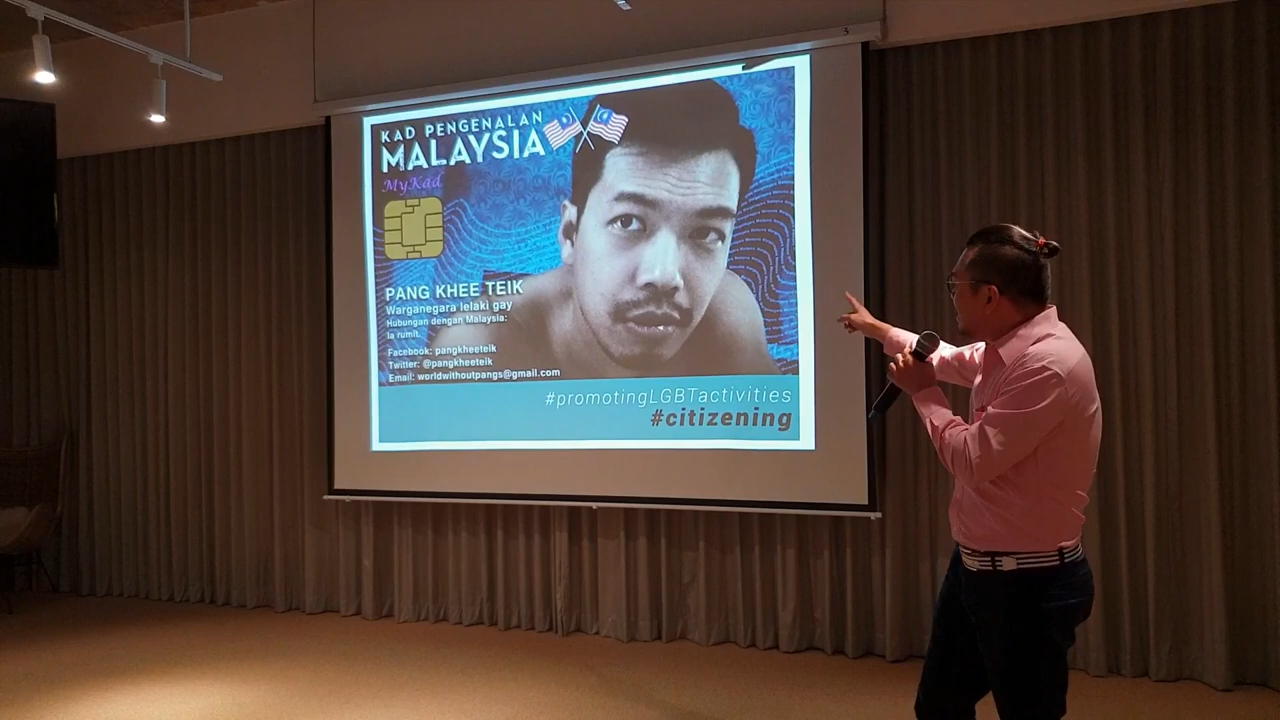 3
KAD PENGENALAN
MALAYSIA
MyKad
PANG KHEE TEIK
Warganegara lelaki gay
Hubungan dengan Malaysia:
Ia rumit.
Facebook: pangkheeteik
Twitter: @pangkheeteik
Email: worldwithoutpangs@gmail.com
#promotingLGBTactivities
#citizening